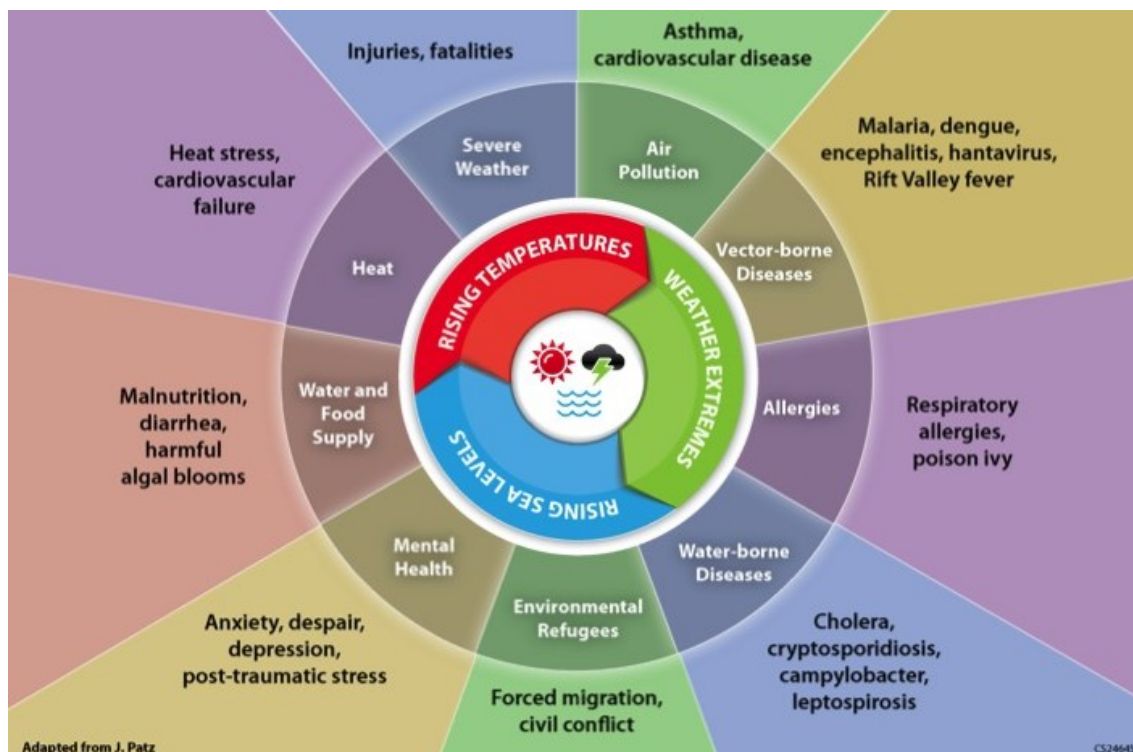 Injuries, fatalities
Asthma,
cardiovascular disease
Severe
Weather
Air
Pollution
Malaria, dengue,
encephalitis, hantavirus,
Rift Valley fever
Vector-borne
Diseases
Heat stress,
cardiovascular
failure
Heat
RISING TEMPERATURES
WEATHER EXTREMES
RISING SEA LEVELS
Allergies
Respiratory
allergies,
poison ivy
Malnutrition,
diarrhea,
harmful
algal blooms
Water and
Food
Supply
Mental
Health
Anxiety, despair,
depression,
post-traumatic stress
Environmental
Refugees
Forced migration,
civil conflict
Water-borne
Diseases
Cholera,
cryptosporidiosis,
campylobacter,
leptospirosis
Adapted from J. Patz